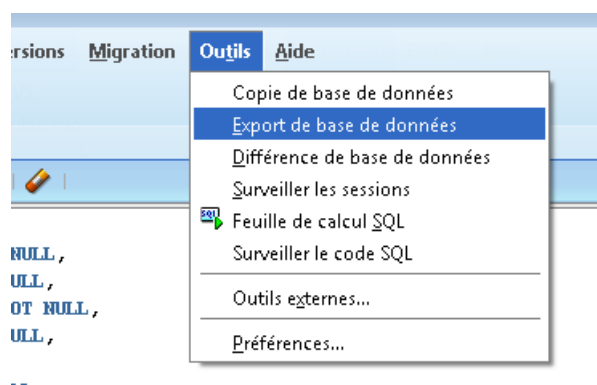 ersions Migration Outils Aide
Copie de base de données
Export de base de données
Différence de base de données
Surveiller les sessions
SQL Feuille de calcul SQL
NULL, Surveiller le code SQL
ULL,
OT NULL, Outils externes...
ULL, Préférences...